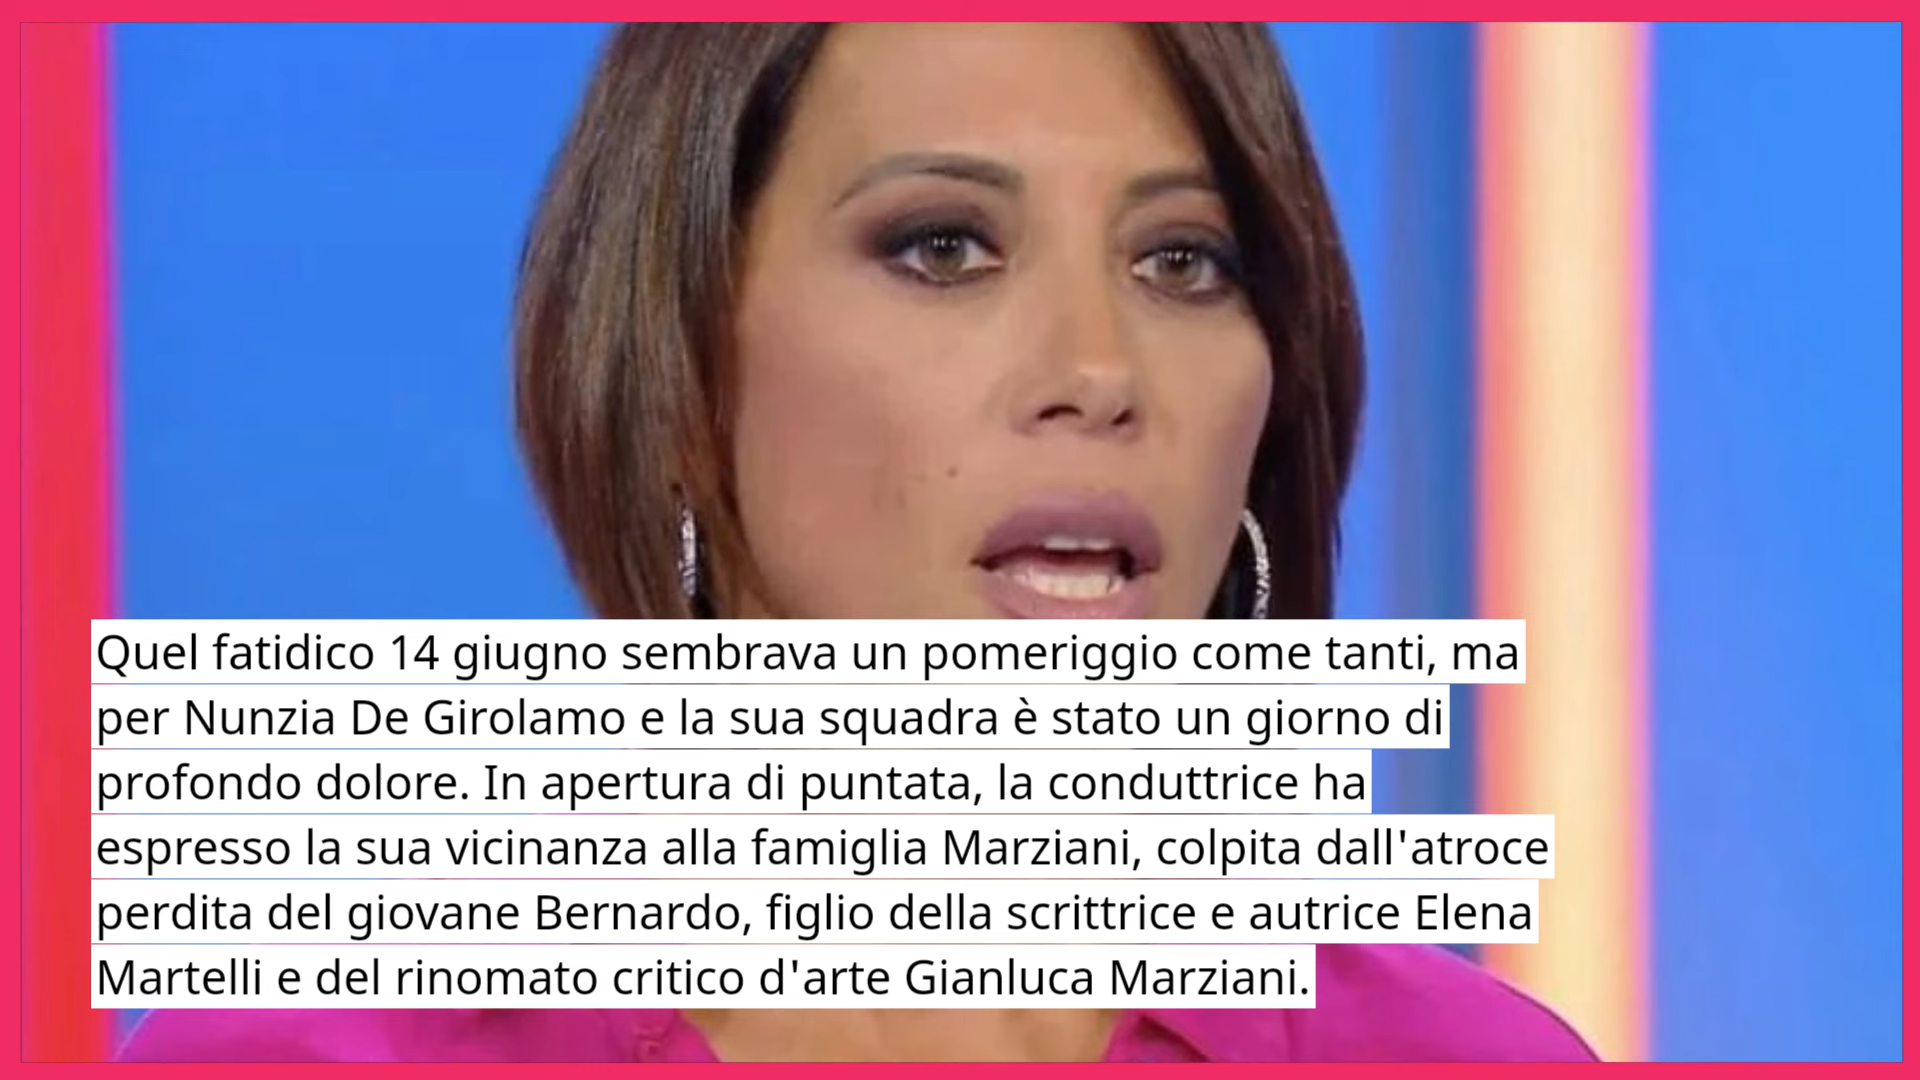 Quel fatidico 14 giugno sembrava un pomeriggio come tanti, ma
per Nunzia De Girolamo e la sua squadra è stato un giorno di
profondo dolore. In apertura di puntata, la conduttrice ha
espresso la sua vicinanza alla famiglia Marziani, colpita dall'atroce
perdita del giovane Bernardo, figlio della scrittrice e autrice Elena
Martelli e del rinomato critico d'arte Gianluca Marziani.